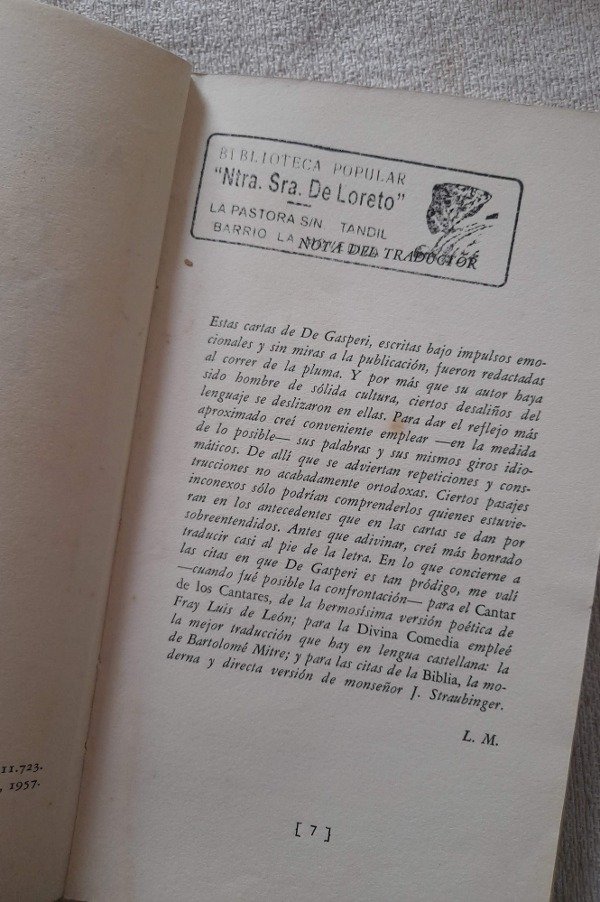 BIBLIOTECA POPULAR
"Ntra. Sra. De Loreto"
LA PASTORA S/N TANDIL
BARRIO LA
NOTA DEL TRADUCTOR
Estas cartas de De Gasperi, escritas bajo impulsos emo-
cionales y sin miras a la publicación, fueron redactadas
al correr de la pluma. Y por más que su autor haya
sido hombre de sólida cultura, ciertos desaliños del
lenguaje se deslizaron en ellas. Para dar el reflejo más
aproximado creí conveniente emplear —en la medida
de lo posible— sus palabras y sus mismos giros idio-
máticos. De allí que se adviertan repeticiones y cons-
trucciones no acabadamente ortodoxas. Ciertos pasajes
inconexos sólo podrían comprenderlos quienes estuvie-
ran en los antecedentes que en las cartas se dan por
sobreentendidos. Antes que adivinar, creí más honrado
traducir casi al pie de la letra. En lo que concierne a
las citas en que De Gasperi es tan pródigo, me valí
—cuando fué posible la confrontación— para el Cantar
de los Cantares, de la hermosísima versión poética de
Fray Luis de León; para la Divina Comedia empleé
la mejor traducción que hay en lengua castellana: la
de Bartolomé Mitre; y para las citas de la Biblia, la mo-
derna y directa versión de monseñor J. Straubinger.
L. M.
[ 7 ]
11.723.
, 1957.